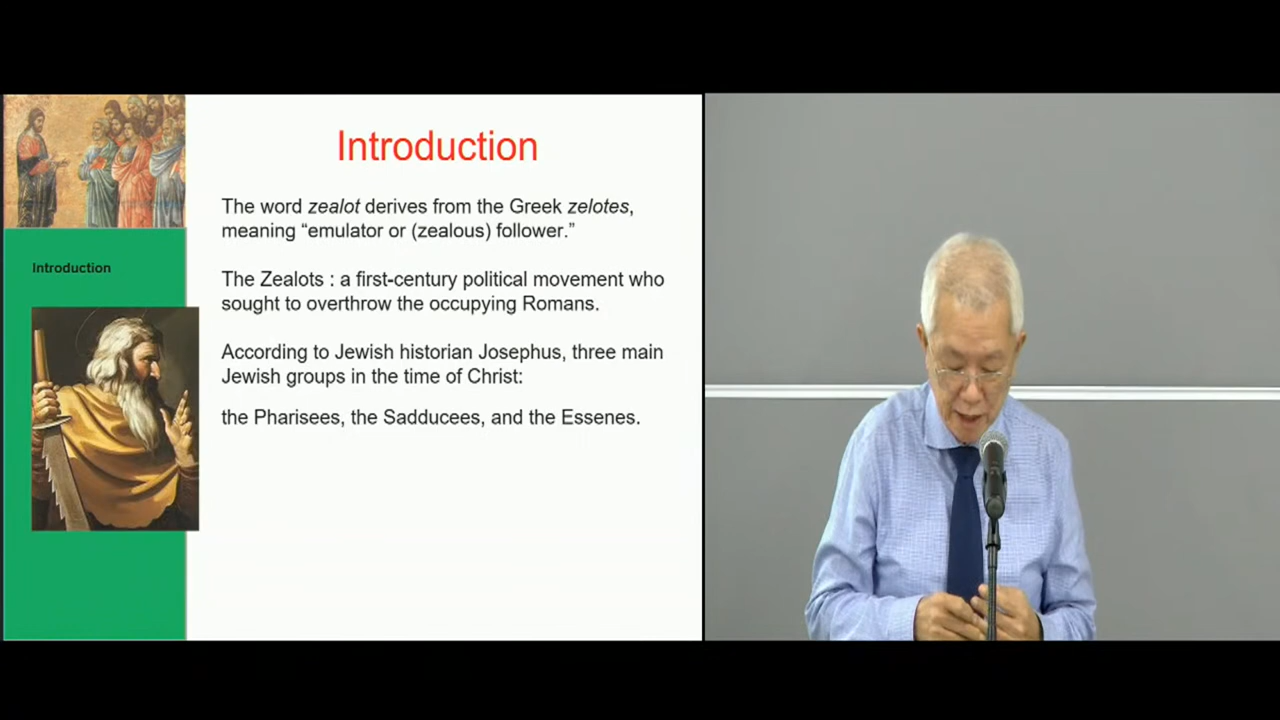 Introduction
The word zealot derives from the Greek zelotes,
meaning “emulator or (zealous) follower.”
Introduction
The Zealots : a first-century political movement who
sought to overthrow the occupying Romans.
According to Jewish historian Josephus, three main
Jewish groups in the time of Christ:
the Pharisees, the Sadducees, and the Essenes.